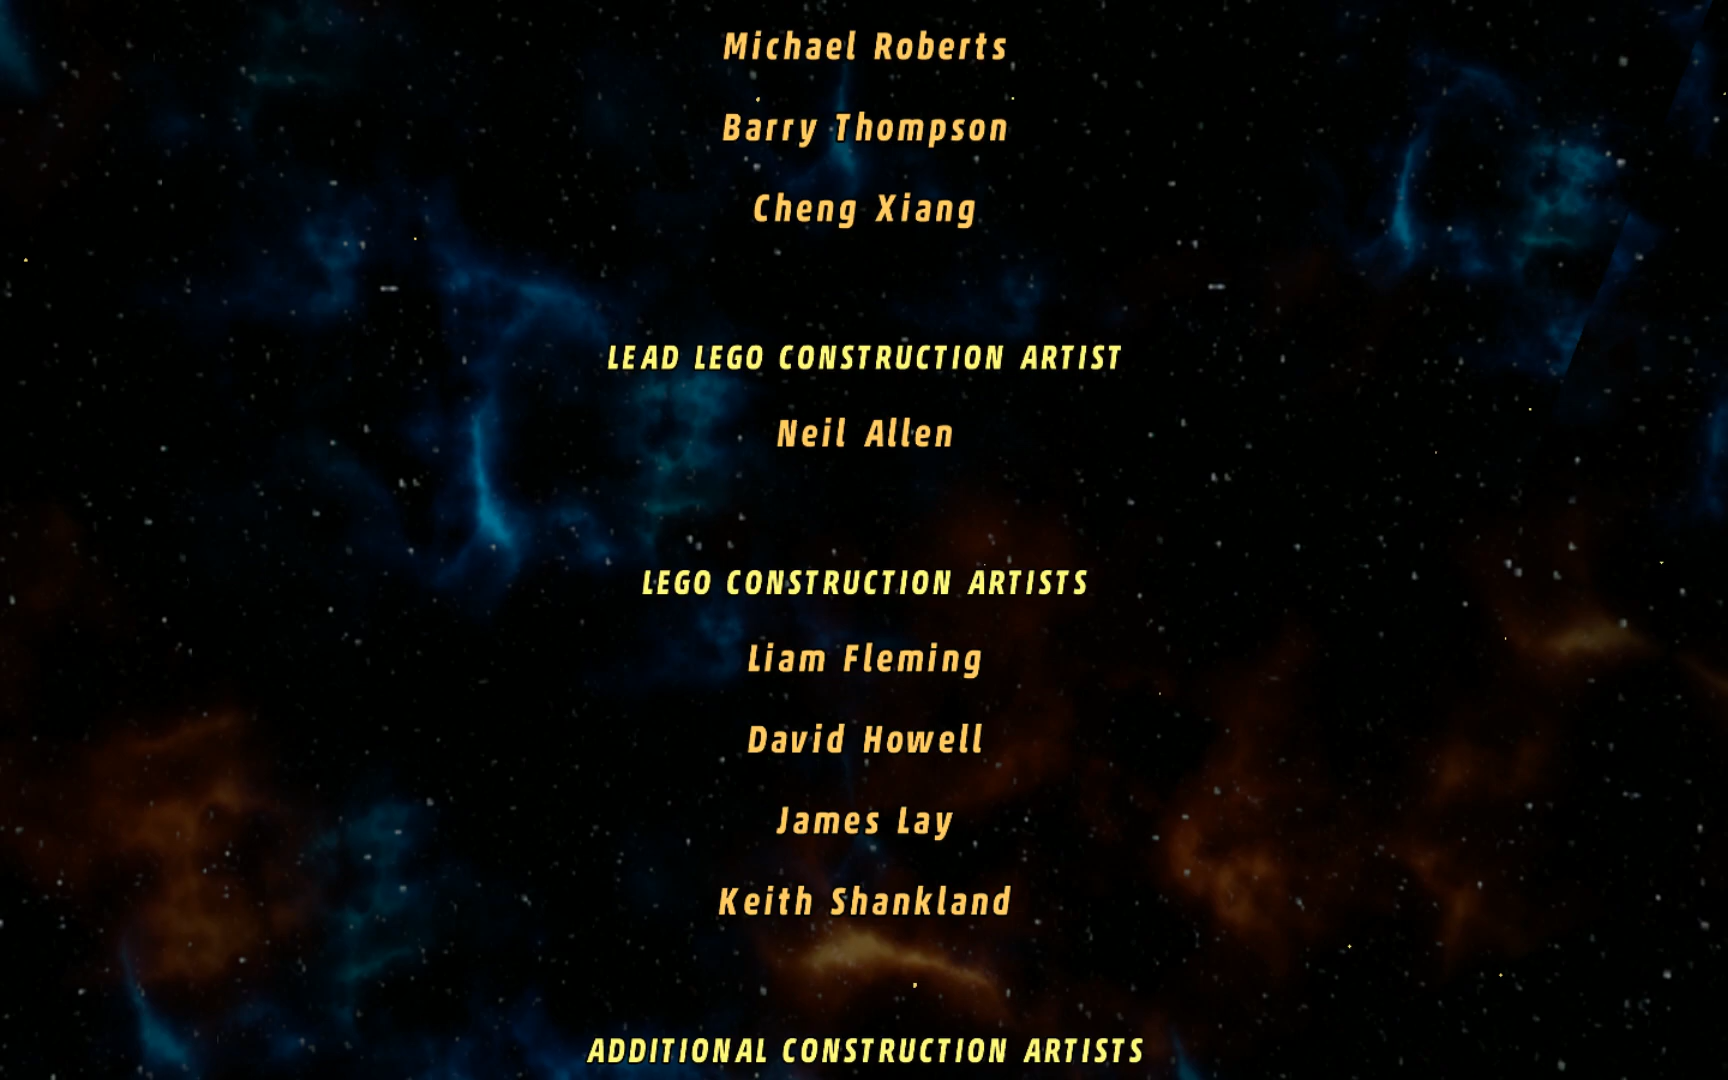 Michael Roberts
Barry Thompson
Cheng Xiang
LEAD LEGO CONSTRUCTION ARTIST
Neil Allen
LEGO CONSTRUCTION ARTISTS
Liam Fleming
David Howell
James Lay
Keith Shankland
ADDITIONAL CONSTRUCTION ARTISTS